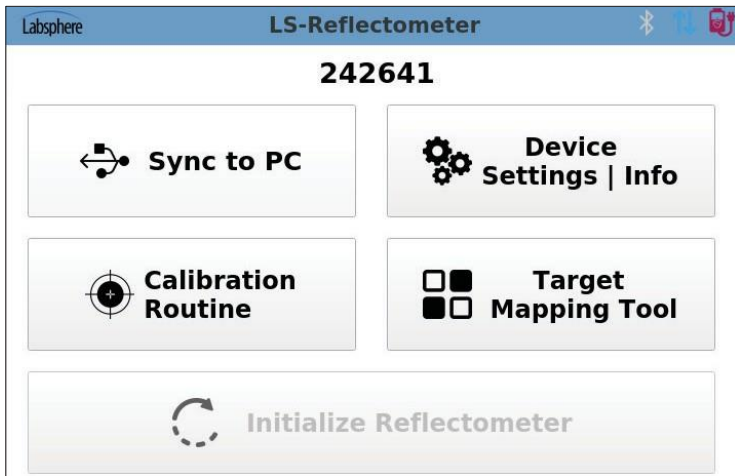 Labsphere
LS-Reflectometer
242641
Sync to PC
Device
Settings | Info
Calibration
Routine
Target
Mapping Tool
Initialize Reflectometer